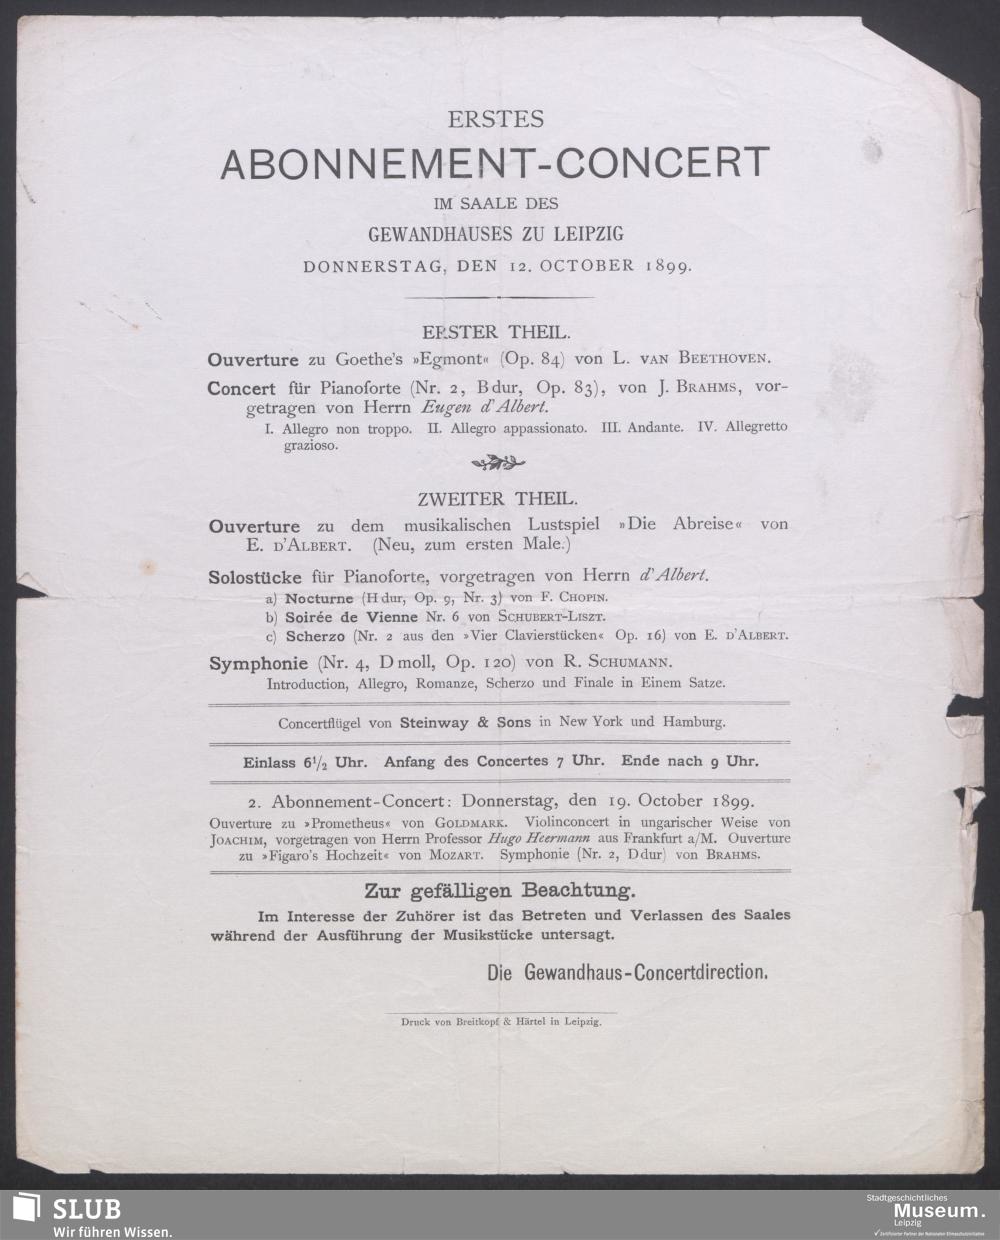 ERSTES
ABONNEMENT-CONCERT
IM SAALE DES
GEWANDHAUSES ZU LEIPZIG
DONNERSTAG, DEN 12. OCTOBER 1899.
ERSTER THEIL.
Ouverture zu Goethe's »Egmont« (Op. 84) von L. VAN BEETHOVEN.
Concert für Pianoforte (Nr. 2, B dur, Op. 83), von J. BRAHMS, vor-
getragen von Herrn Eugen d'Albert.
I. Allegro non troppo. II. Allegro appassionato. III. Andante. IV. Allegretto
grazioso.
ZWEITER THEIL.
Ouverture zu dem musikalischen Lustspiel »Die Abreise« von
E. D'ALBERT. (Neu, zum ersten Male.)
Solostücke für Pianoforte, vorgetragen von Herrn d'Albert.
a) Nocturne (H dur, Op. 9, Nr. 3) von F. CHOPIN.
b) Soirée de Vienne Nr. 6 von SCHUBERT-LISZT.
c) Scherzo (Nr. 2 aus den »Vier Clavierstücken« Op. 16) von E. D'ALBERT.
Symphonie (Nr. 4, D moll, Op. 120) von R. SCHUMANN.
Introduction, Allegro, Romanze, Scherzo und Finale in Einem Satze.
Concertflügel von Steinway & Sons in New York und Hamburg.
Einlass 6½ Uhr. Anfang des Concertes 7 Uhr. Ende nach 9 Uhr.
2. Abonnement-Concert: Donnerstag, den 19. October 1899.
Ouverture zu »Prometheus« von GOLDMARK. Violinconcert in ungarischer Weise von
JOACHIM, vorgetragen von Herrn Professor Hugo Heermann aus Frankfurt a/M. Ouverture
zu »Figaro's Hochzeit« von MOZART. Symphonie (Nr. 2, D dur) von BRAHMS.
Zur gefälligen Beachtung.
Im Interesse der Zuhörer ist das Betreten und Verlassen des Saales
während der Ausführung der Musikstücke untersagt.
Die Gewandhaus-Concertdirection.
Druck von Breitkopf & Härtel in Leipzig.
SLUB
Wir führen Wissen.
Stadtgeschichtliches
Museum.
Leipzig
Zertifizierter Partner der Nationalen Klimaschutzinitiative